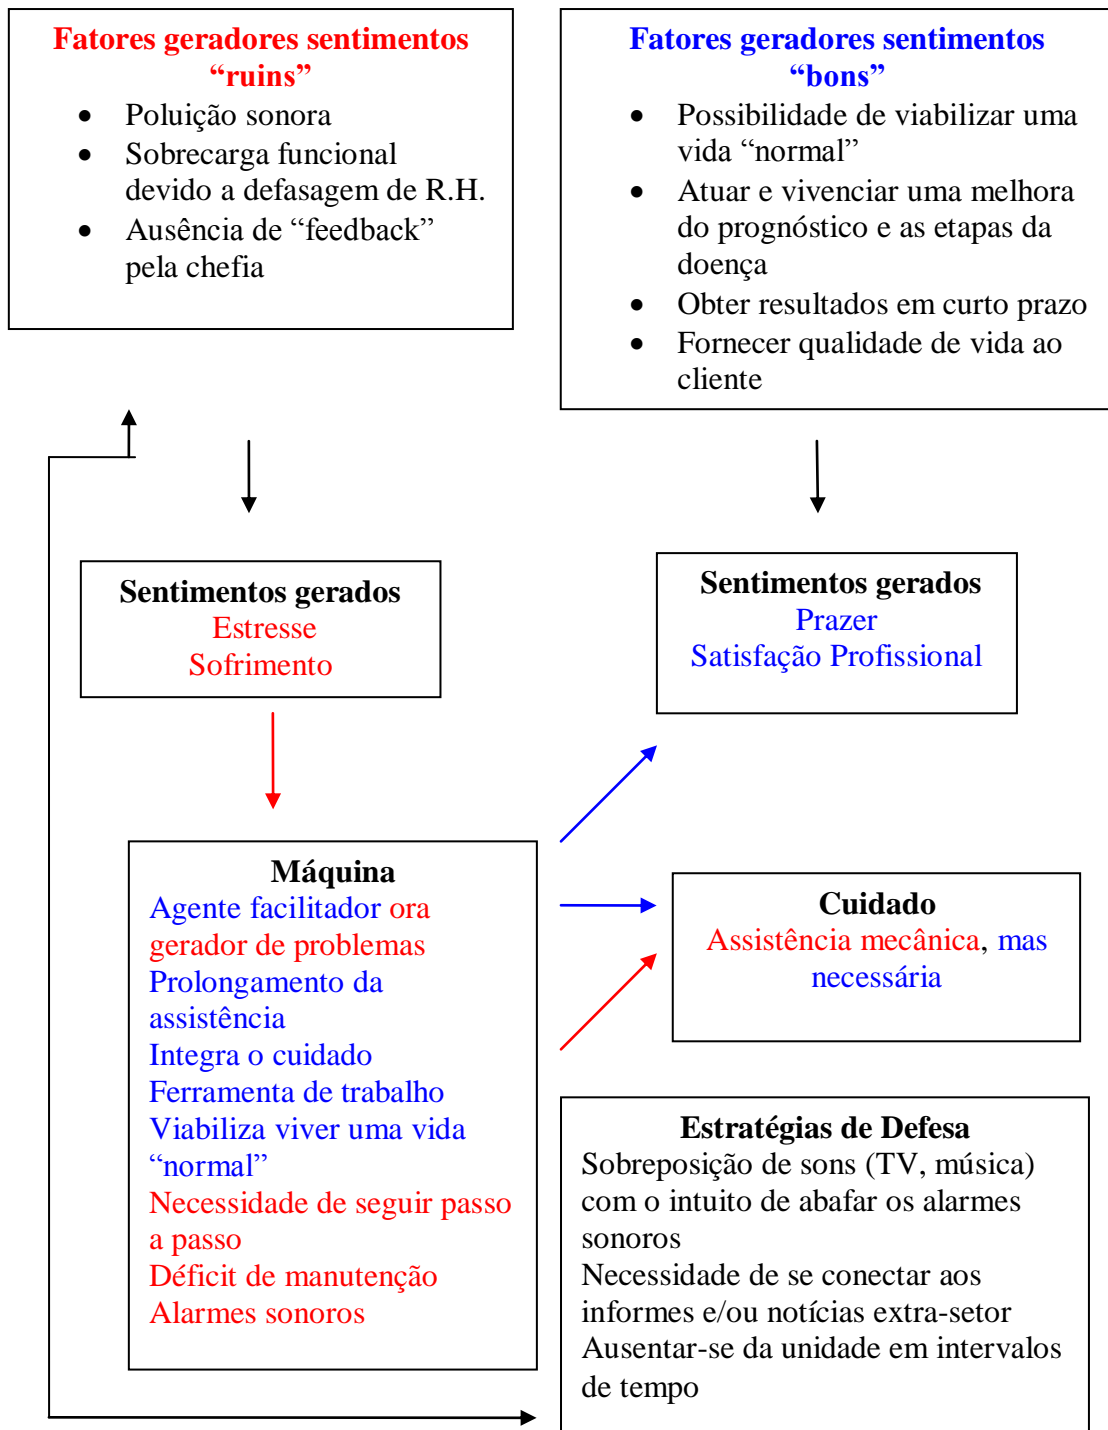 Fatores geradores sentimentos
“ruins”
• Poluição sonora
• Sobrecarga funcional
devido a defasagem de R.H.
• Ausência de “feedback”
pela chefia
Fatores geradores sentimentos
“bons”
• Possibilidade de viabilizar uma
vida “normal”
• Atuar e vivenciar uma melhora
do prognóstico e as etapas da
doença
• Obter resultados em curto prazo
• Fornecer qualidade de vida ao
cliente
Sentimentos gerados
Estresse
Sofrimento
Sentimentos gerados
Prazer
Satisfação Profissional
Máquina
Agente facilitador ora
gerador de problemas
Prolongamento da
assistência
Integra o cuidado
Ferramenta de trabalho
Viabiliza viver uma vida
“normal”
Necessidade de seguir passo
a passo
Déficit de manutenção
Alarmes sonoros
Cuidado
Assistência mecânica, mas
necessária
Estratégias de Defesa
Sobreposição de sons (TV, música)
com o intuito de abafar os alarmes
sonoros
Necessidade de se conectar aos
informes e/ou notícias extra-setor
Ausentar-se da unidade em intervalos
de tempo